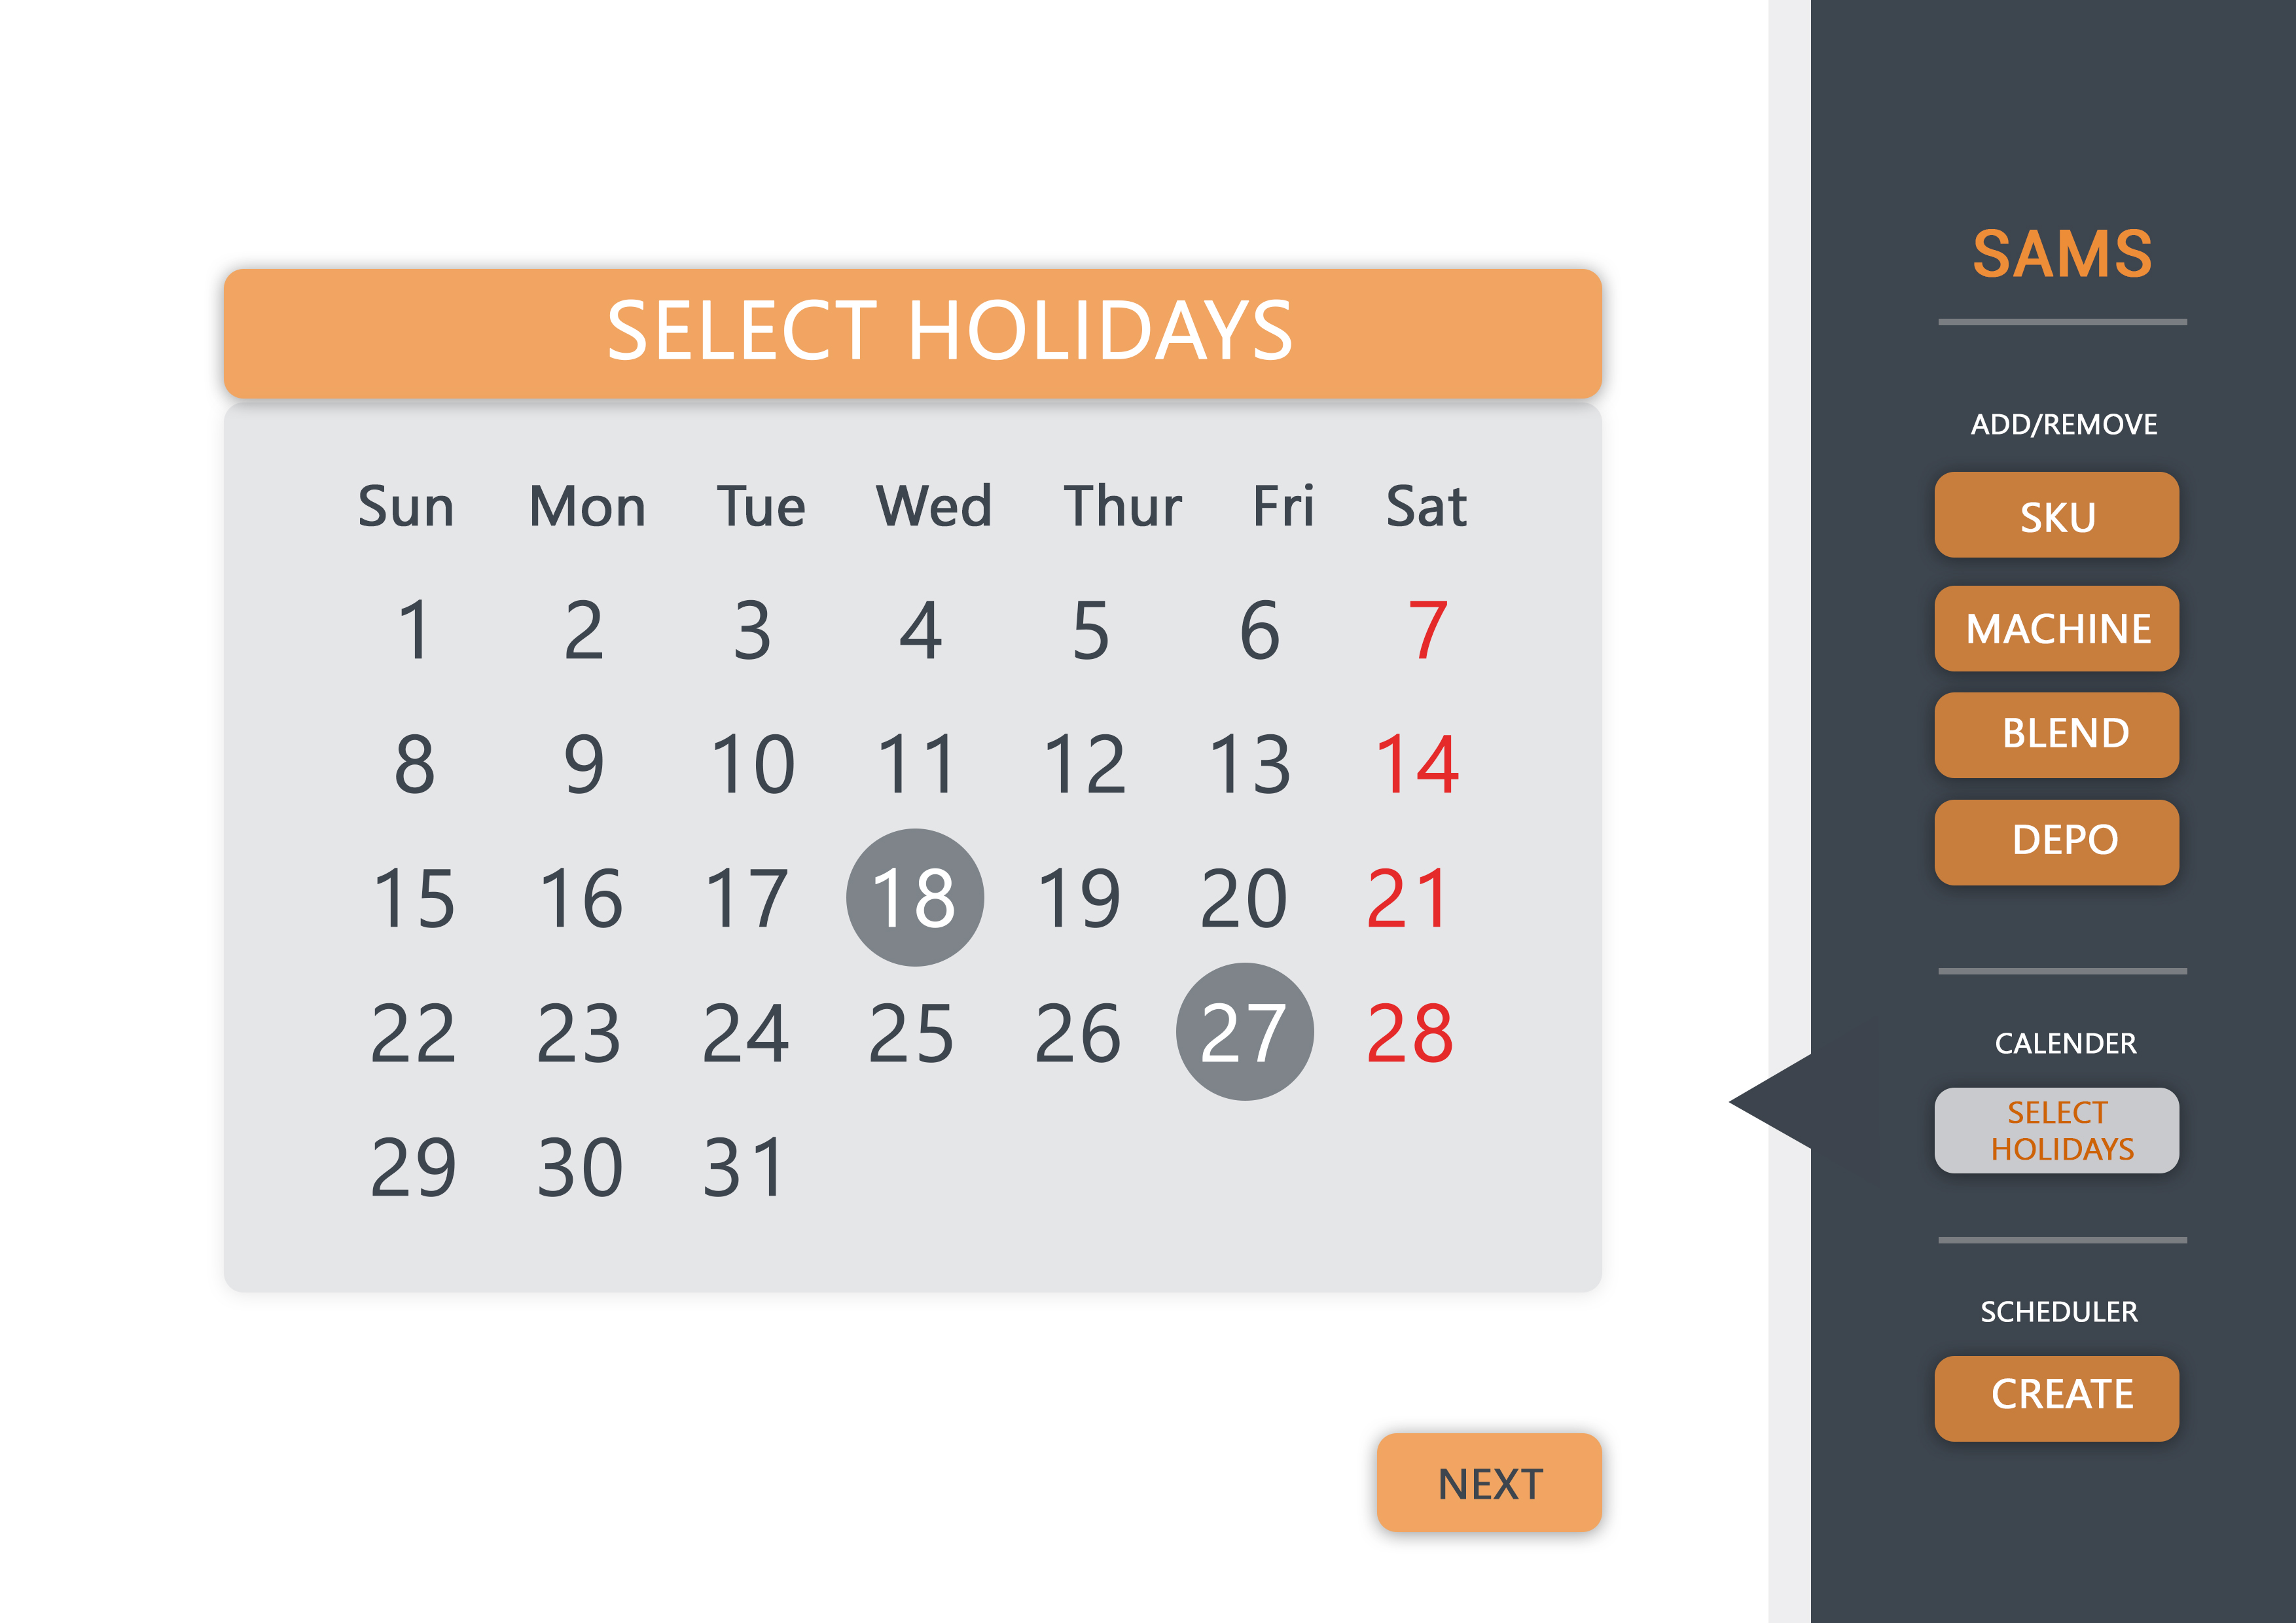 SELECT HOLIDAYS
Sun Mon Tue Wed Thur Fri Sat
1 2 3 4 5 6 7
8 9 10 11 12 13 14
15 16 17 18 19 20 21
22 23 24 25 26 27 28
29 30 31
NEXT
SAMS
ADD/REMOVE
SKU
MACHINE
BLEND
DEPO
CALENDER
SELECT
HOLIDAYS
SCHEDULER
CREATE